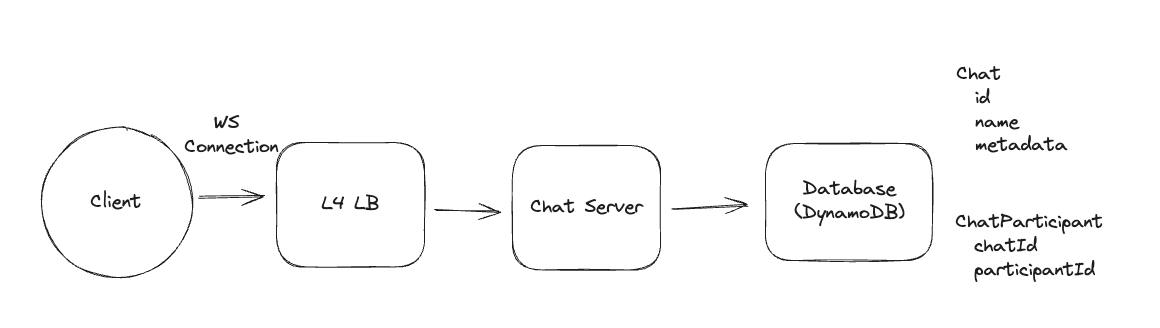 WS
Connection
Client
L4 LB
Chat Server
Database
(DynamoDB)
Chat
id
name
metadata
ChatParticipant
chatId
participantId